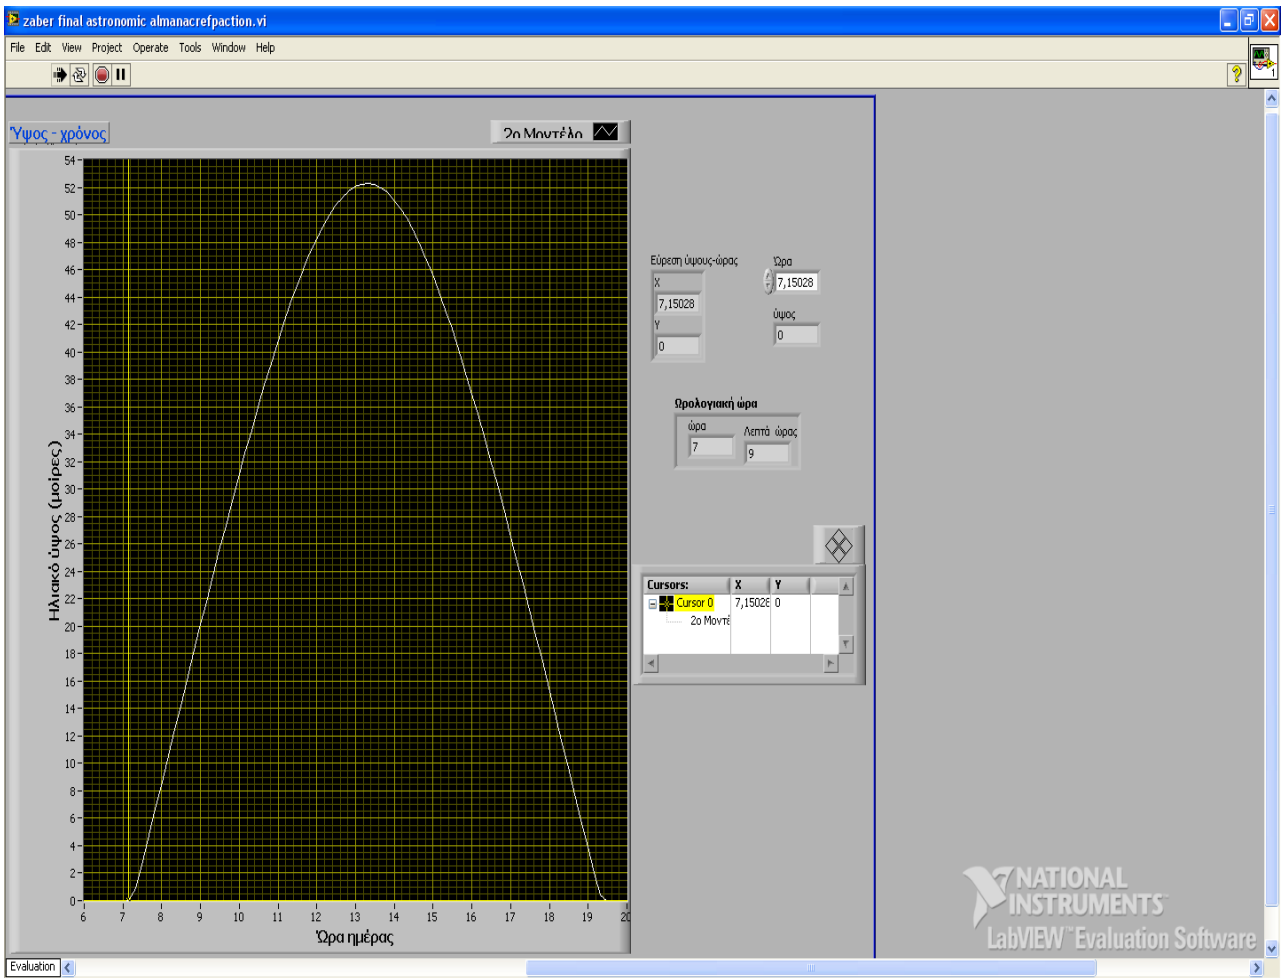 zaber final astronomic almanacrefpaction.vi
File Edit View Project Operate Tools Window Help
1
Ύψος - χρόνος
2ο Μοντέλο
54
52
50
48
46
44
42
40
38
36
34
32
30
28
26
24
22
20
18
16
14
12
10
8
6
4
2
0
Ηλιακό ύψος (μοίρες)
6 7 8 9 10 11 12 13 14 15 16 17 18 19 20
Ώρα ημέρας
Εύρεση ύψους-ώρας
X
7,15028
Y
0
Ώρα
7,15028
ύψος
0
Ωρολογιακή ώρα
ώρα
7
Λεπτά ώρας
9
Cursors: X Y
Cursor 0 7,15028 0
2ο Μοντέ
NATIONAL
INSTRUMENTS
LabVIEW™ Evaluation Software
Evaluation